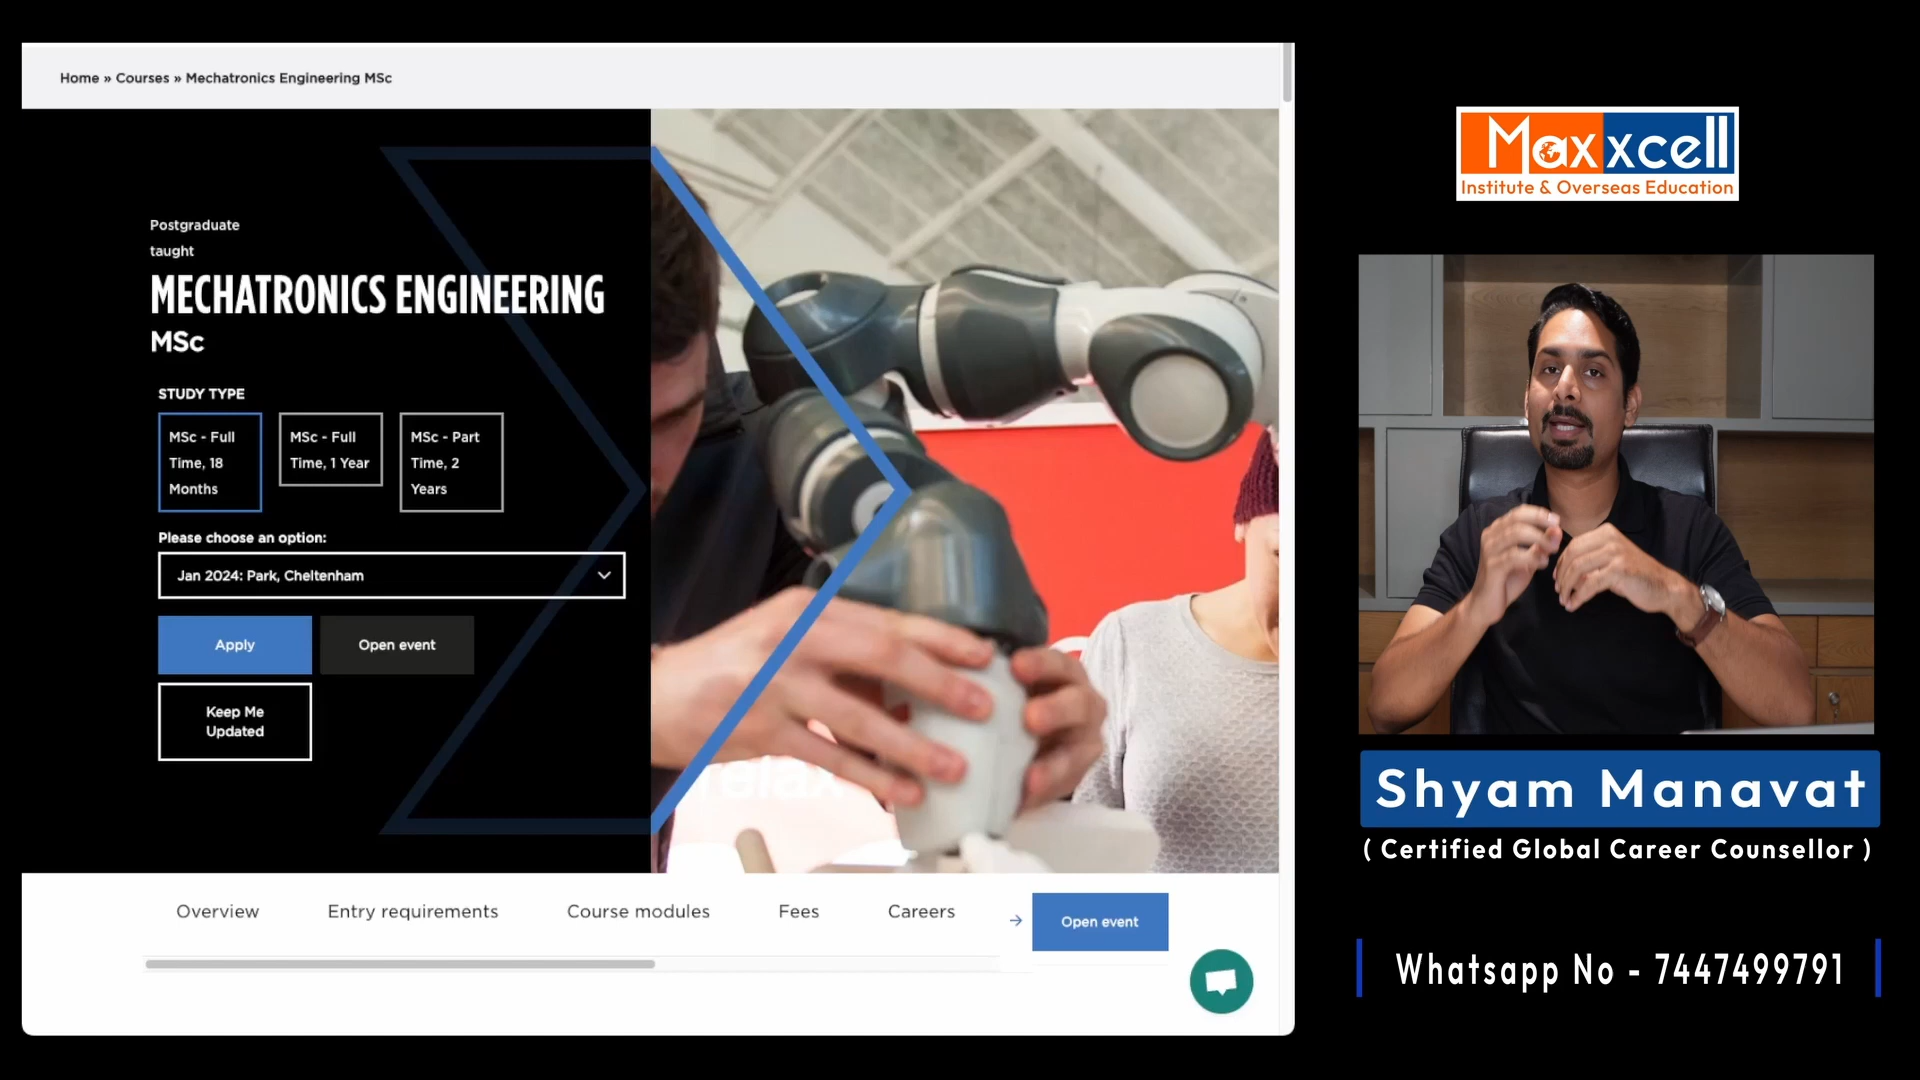 Home » Courses » Mechatronics Engineering MSc
Postgraduate
taught
MECHATRONICS ENGINEERING
MSc
STUDY TYPE
MSc - Full
Time, 18
Months
MSc - Full
Time, 1 Year
MSc - Part
Time, 2
Years
Please choose an option:
Jan 2024: Park, Cheltenham
Apply
Open event
Keep Me
Updated
relax
Overview
Entry requirements
Course modules
Fees
Careers
Open event
Maxxcell
Institute & Overseas Education
Shyam Manavat
( Certified Global Career Counsellor )
Whatsapp No - 7447499791